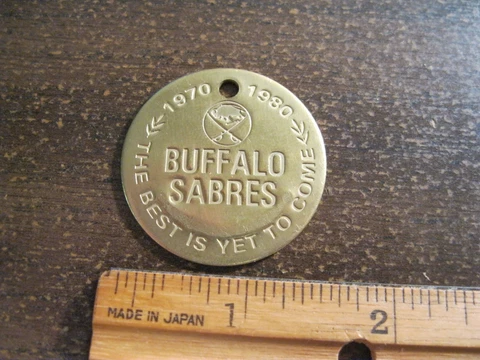 1970 1980
BUFFALO
SABRES
THE BEST IS YET TO COME
1 2
MADE IN JAPAN